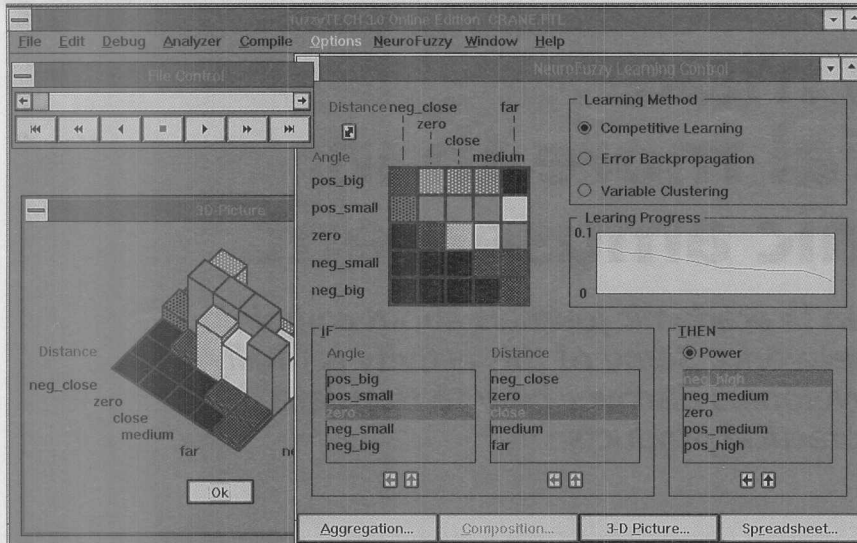 fuzzyTECH 3.0 Online Edition: CRANE.FTL
File Edit Debug Analyzer Compile Options NeuroFuzzy Window Help
File Control
3D-Picture
Distance
neg_close
zero
close
medium
far
Ok
NeuroFuzzy Learning Control
Distance neg_close far
zero
close
Angle medium
pos_big
pos_small
zero
neg_small
neg_big
Learning Method
Competitive Learning
Error Backpropagation
Variable Clustering
Learing Progress
0.1
0
IF
Angle
pos_big
pos_small
zero
neg_small
neg_big
Distance
neg_close
zero
close
medium
far
THEN
Power
neg_high
neg_medium
zero
pos_medium
pos_high
Aggregation... Composition... 3-D Picture... Spreadsheet...